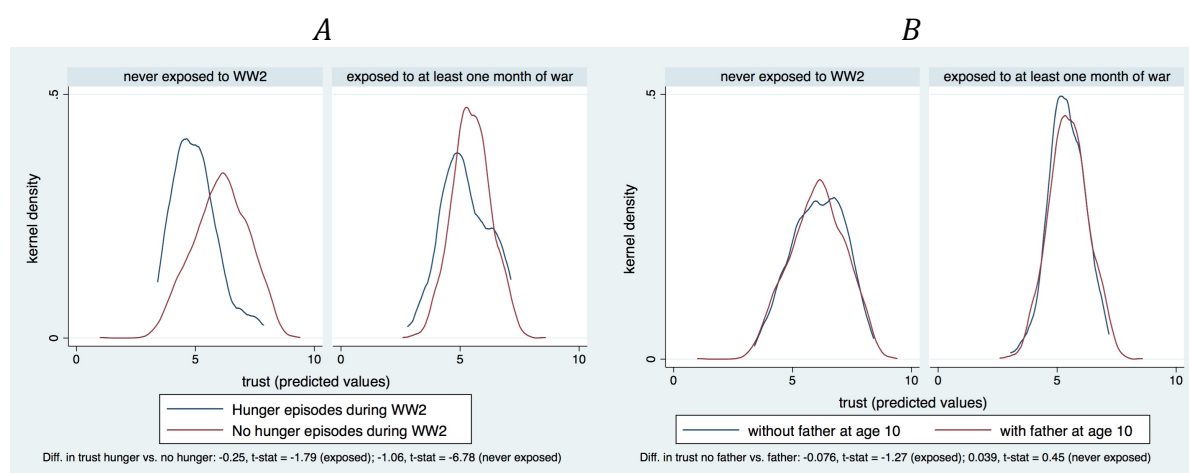 A
B
never exposed to WW2
exposed to at least one month of war
never exposed to WW2
exposed to at least one month of war
kernel density
.5
0
0 5 10
0 5 10
trust (predicted values)
Hunger episodes during WW2
No hunger episodes during WW2
Diff. in trust hunger vs. no hunger: -0.25, t-stat = -1.79 (exposed); -1.06, t-stat = -6.78 (never exposed)
kernel density
.5
0
0 5 10
0 5 10
trust (predicted values)
without father at age 10
with father at age 10
Diff. in trust no father vs. father: -0.076, t-stat = -1.27 (exposed); 0.039, t-stat = 0.45 (never exposed)